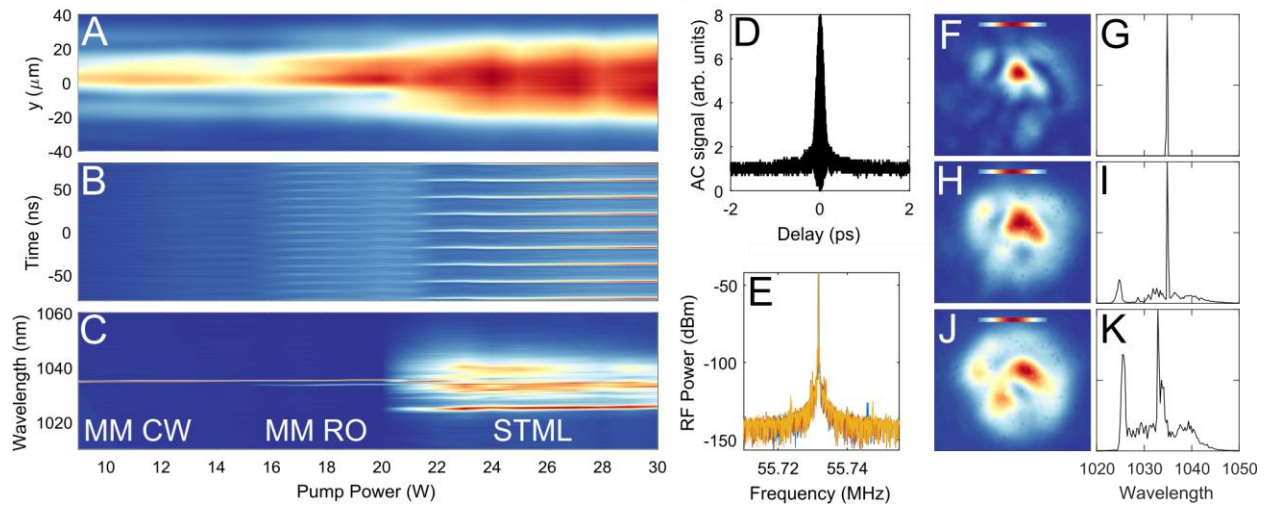 A
y (μm)
40
20
0
-20
-40
B
Time (ns)
50
0
-50
C
Wavelength (nm)
1060
1040
1020
MM CW
MM RO
STML
10
12
14
16
18
20
22
24
26
28
30
Pump Power (W)
D
AC signal (arb. units)
8
6
4
2
0
-2
0
2
Delay (ps)
E
RF Power (dBm)
-50
-100
-150
55.72
55.74
Frequency (MHz)
F
G
H
I
J
K
1020
1030
1040
1050
Wavelength